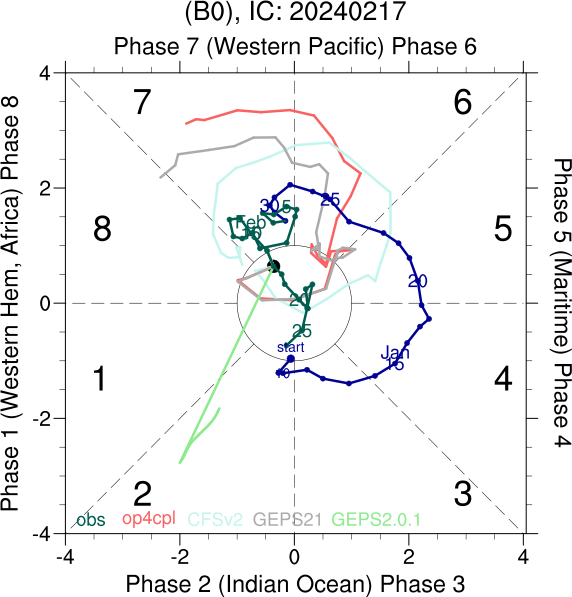 (B0), IC: 20240217
Phase 7 (Western Pacific) Phase 6
Phase 1 (Western Hem, Africa) Phase 8
Phase 5 (Maritime) Phase 4
4
2
0
-2
-4
7
6
8
5
1
4
2
3
30
5
25
Feb
10
20
20
25
start
Jan
15
10
obs op4cpl CFSv2 GEPS21 GEPS2.0.1
-4 -2 0 2 4
Phase 2 (Indian Ocean) Phase 3